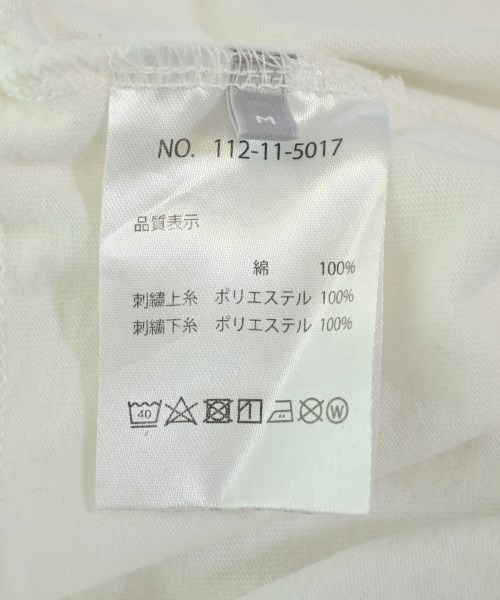 M
NO. 112-11-5017
品質表示
綿 100%
刺繍上糸 ポリエステル 100%
刺繍下糸 ポリエステル 100%
40 W